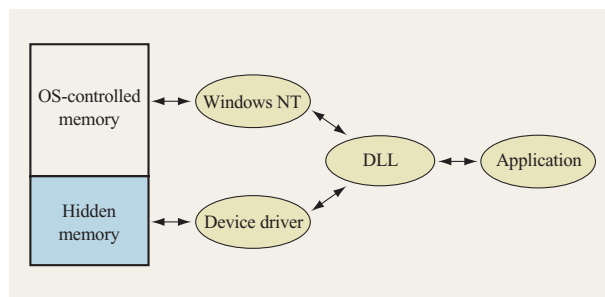 OS-controlled
memory
Windows NT
DLL
Application
Hidden
memory
Device driver